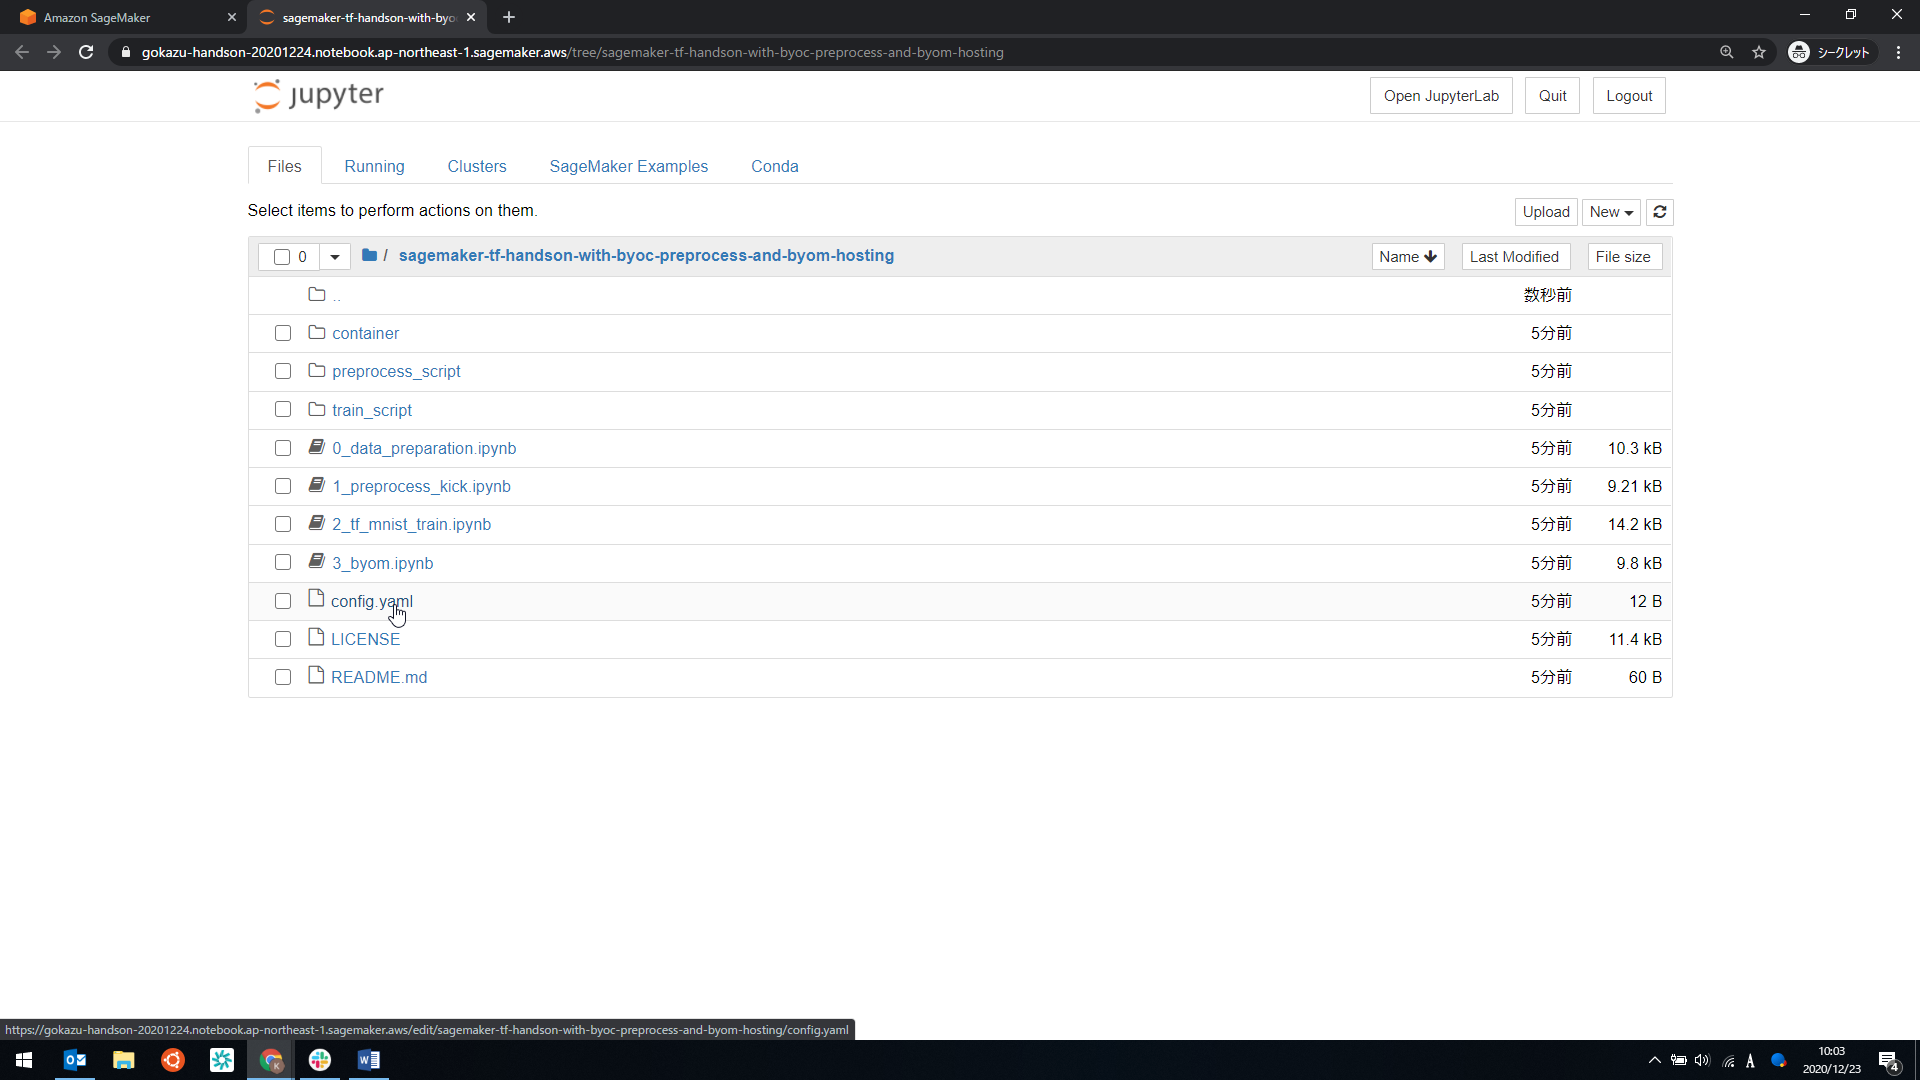 Amazon SageMaker
sagemaker-tf-handson-with-byo
gokazu-handson-20201224.notebook.ap-northeast-1.sagemaker.aws/tree/sagemaker-tf-handson-with-byoc-preprocess-and-byom-hosting
シークレット
jupyter
Open JupyterLab
Quit
Logout
Files
Running
Clusters
SageMaker Examples
Conda
Select items to perform actions on them.
Upload
New
0
/ sagemaker-tf-handson-with-byoc-preprocess-and-byom-hosting
Name
Last Modified
File size
.. 数秒前
container 5分前
preprocess_script 5分前
train_script 5分前
0_data_preparation.ipynb 5分前 10.3 kB
1_preprocess_kick.ipynb 5分前 9.21 kB
2_tf_mnist_train.ipynb 5分前 14.2 kB
3_byom.ipynb 5分前 9.8 kB
config.yaml 5分前 12 B
LICENSE 5分前 11.4 kB
README.md 5分前 60 B
https://gokazu-handson-20201224.notebook.ap-northeast-1.sagemaker.aws/edit/sagemaker-tf-handson-with-byoc-preprocess-and-byom-hosting/config.yaml
A
10:03
2020/12/23
4